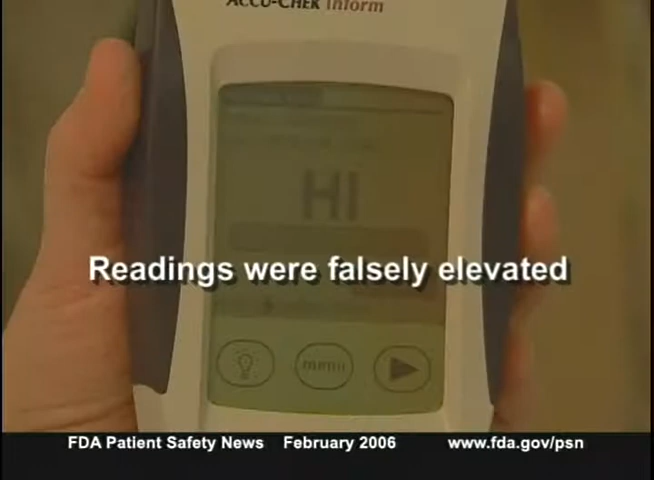 ACCU-CHEK Inform
HI
Readings were falsely elevated
menu
FDA Patient Safety News February 2006 www.fda.gov/psn